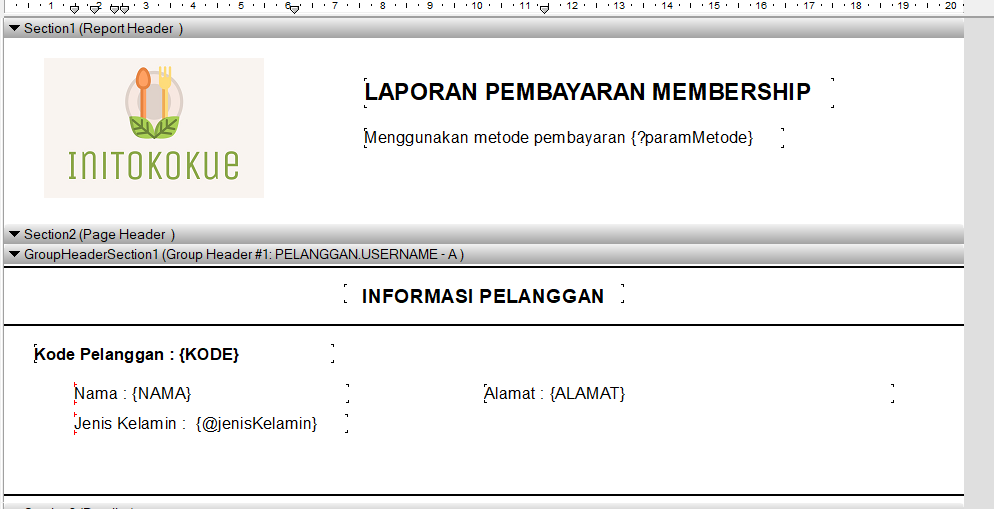 1 2 3 4 5 6 7 8 9 10 11 12 13 14 15 16 17 18 19 20
Section1 (Report Header )
INITOKOKUE
LAPORAN PEMBAYARAN MEMBERSHIP
Menggunakan metode pembayaran {?paramMetode}
Section2 (Page Header )
GroupHeaderSection1 (Group Header #1: PELANGGAN.USERNAME - A )
INFORMASI PELANGGAN
Kode Pelanggan : {KODE}
Nama : {NAMA}
Alamat : {ALAMAT}
Jenis Kelamin : {@jenisKelamin}